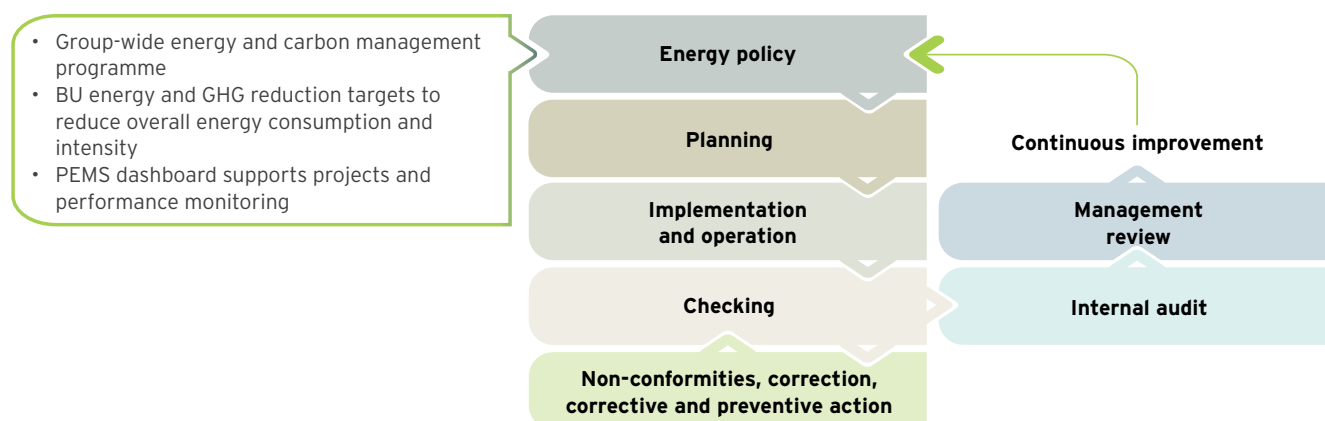 • Group-wide energy and carbon management
programme
• BU energy and GHG reduction targets to
reduce overall energy consumption and
intensity
• PEMS dashboard supports projects and
performance monitoring
Energy policy
Planning
Implementation
and operation
Checking
Non-conformities, correction,
corrective and preventive action
Continuous improvement
Management
review
Internal audit